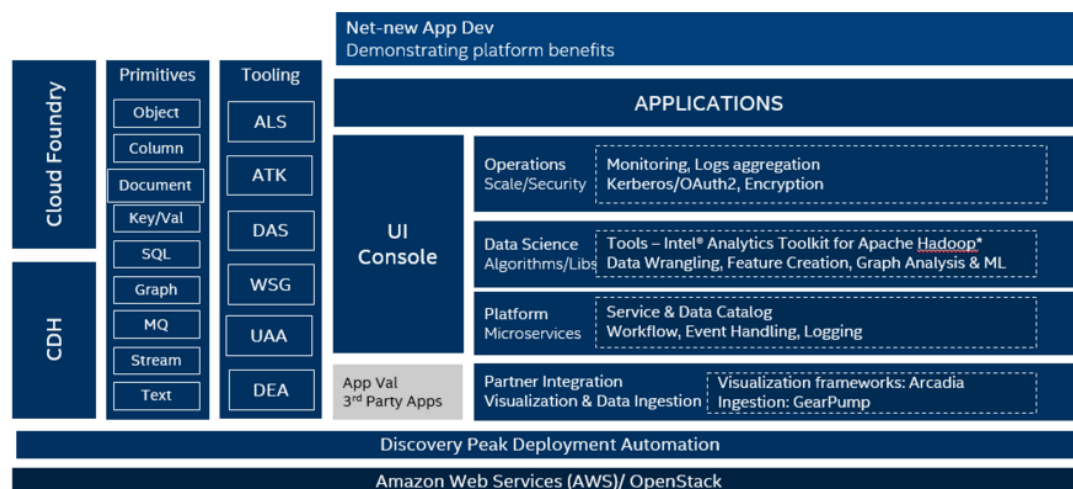 Net-new App Dev
Demonstrating platform benefits
Cloud Foundry
CDH
Primitives
Object
Column
Document
Key/Val
SQL
Graph
MQ
Stream
Text
Tooling
ALS
ATK
DAS
WSG
UAA
DEA
APPLICATIONS
UI
Console
Operations
Scale/Security
Monitoring, Logs aggregation
Kerberos/OAuth2, Encryption
Data Science
Algorithms/Libs
Tools – Intel® Analytics Toolkit for Apache Hadoop*
Data Wrangling, Feature Creation, Graph Analysis & ML
Platform
Microservices
Service & Data Catalog
Workflow, Event Handling, Logging
App Val
3rd Party Apps
Partner Integration
Visualization & Data Ingestion
Visualization frameworks: Arcadia
Ingestion: GearPump
Discovery Peak Deployment Automation
Amazon Web Services (AWS)/ OpenStack